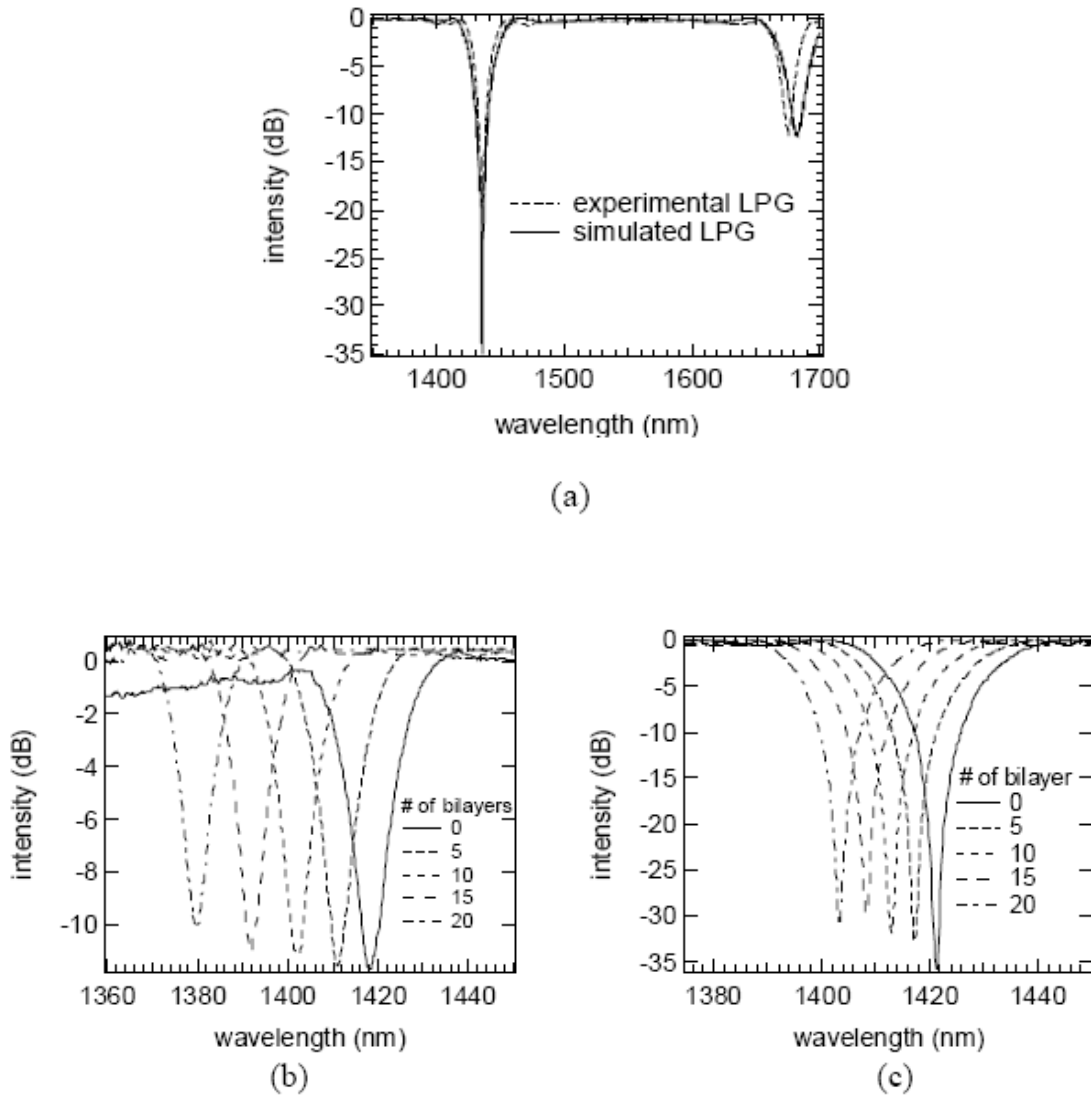 0
-5
-10
-15
-20
-25
-30
-35
intensity (dB)
experimental LPG
simulated LPG
1400 1500 1600 1700
wavelength (nm)
(a)
0
-2
-4
-6
-8
-10
intensity (dB)
# of bilayers
0
5
10
15
20
1360 1380 1400 1420 1440
wavelength (nm)
(b)
0
-5
-10
-15
-20
-25
-30
-35
intensity (dB)
# of bilayer
0
5
10
15
20
1380 1400 1420 1440
wavelength (nm)
(c)